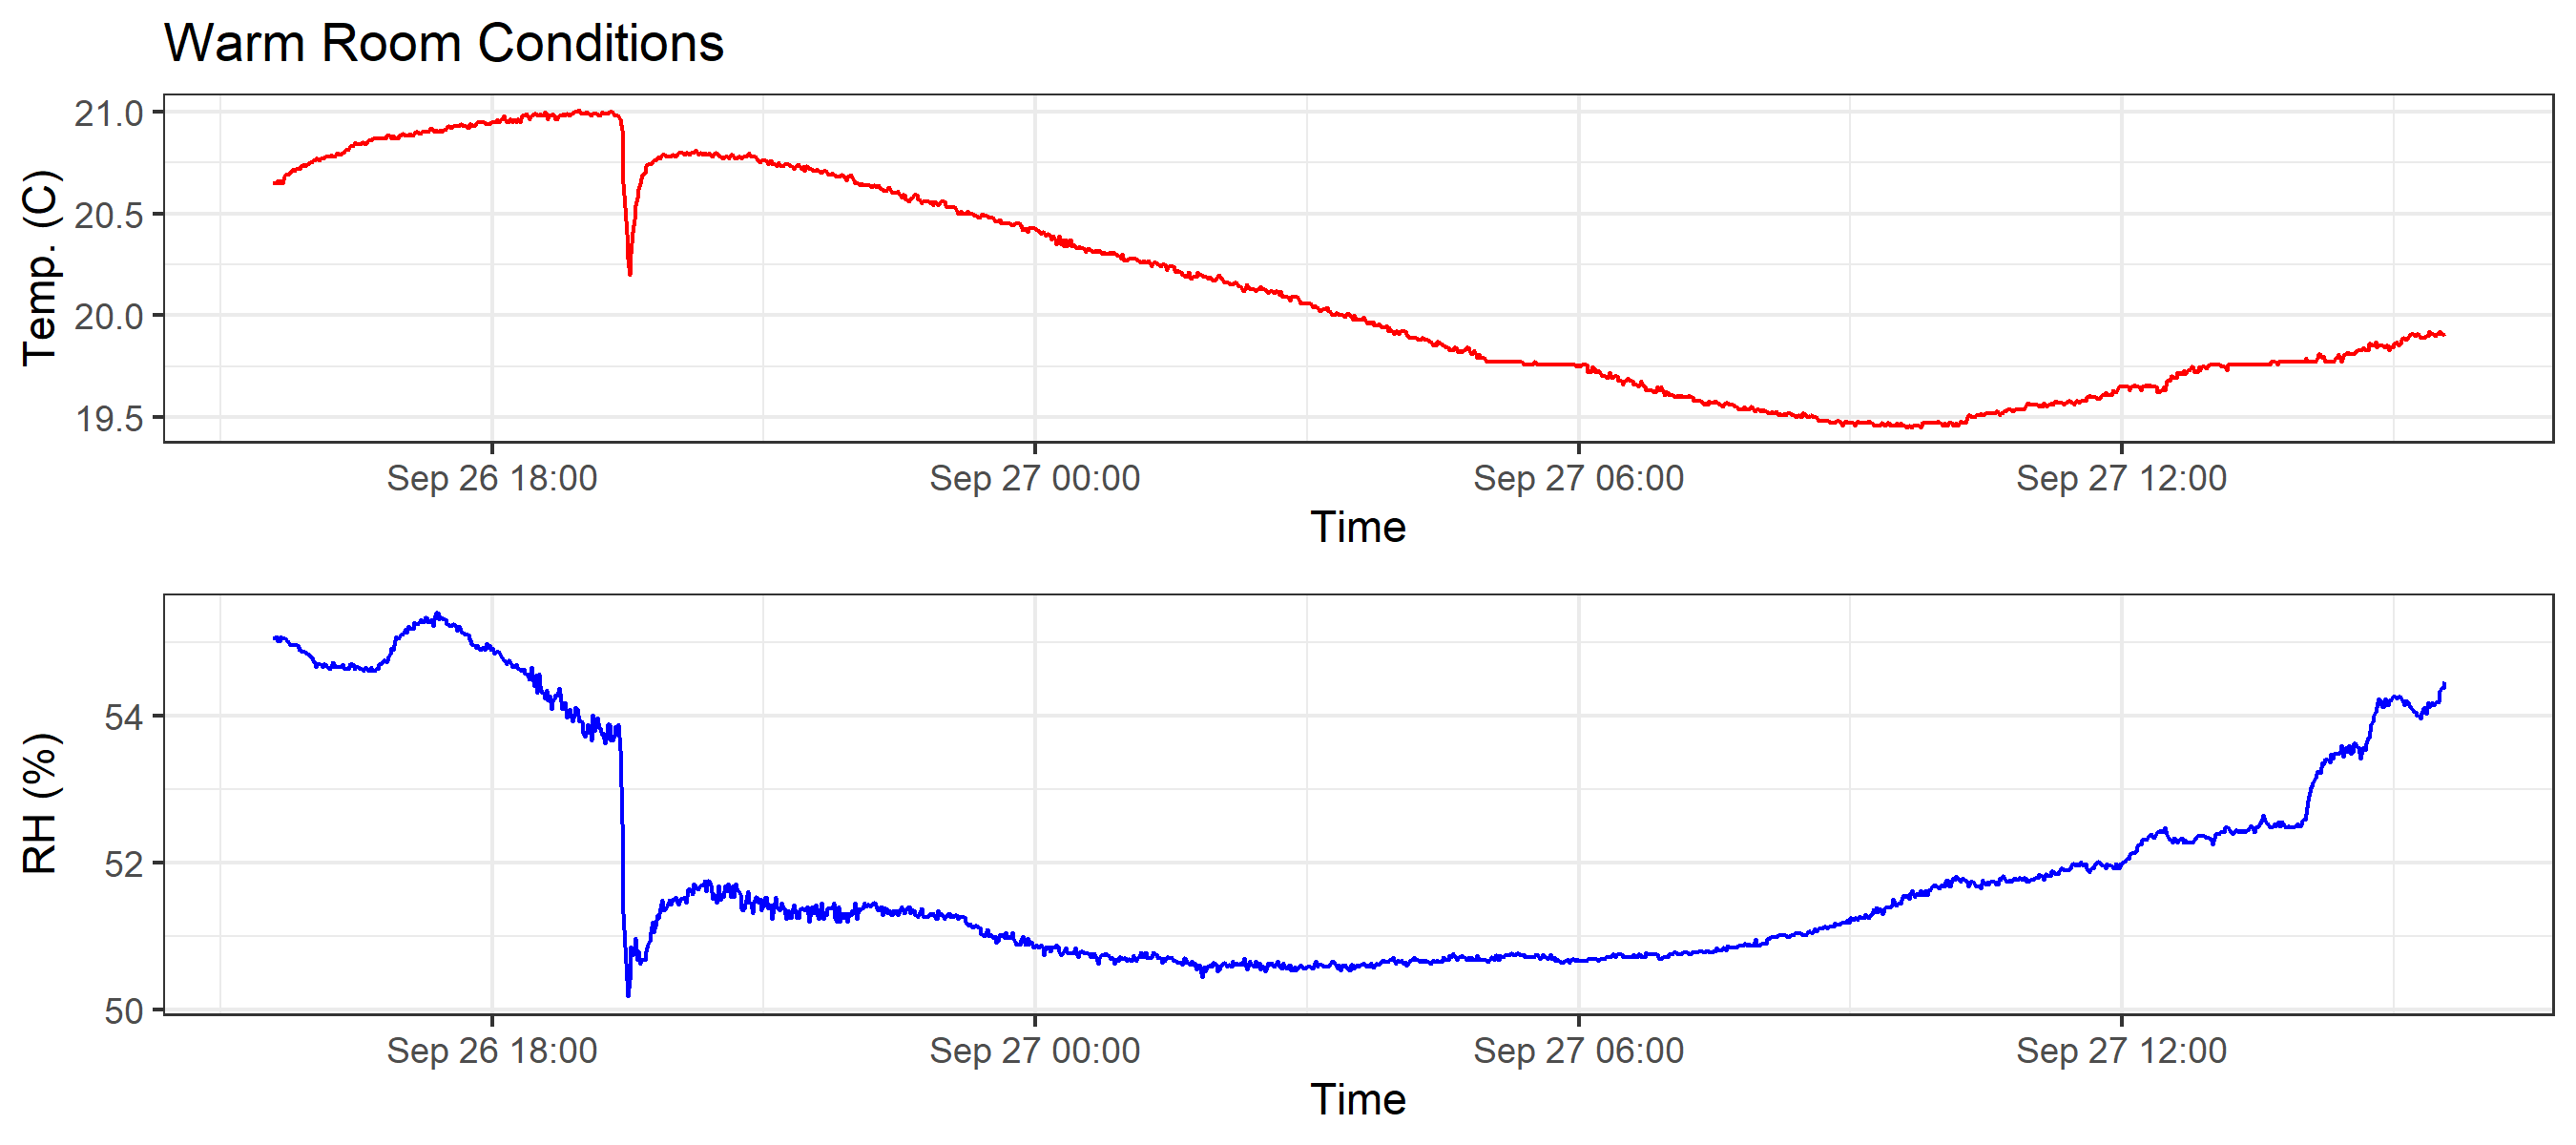 Warm Room Conditions
Temp. (C)
21.0
20.5
20.0
19.5
Sep 26 18:00 Sep 27 00:00 Sep 27 06:00 Sep 27 12:00
Time
RH (%)
54
52
50
Sep 26 18:00 Sep 27 00:00 Sep 27 06:00 Sep 27 12:00
Time